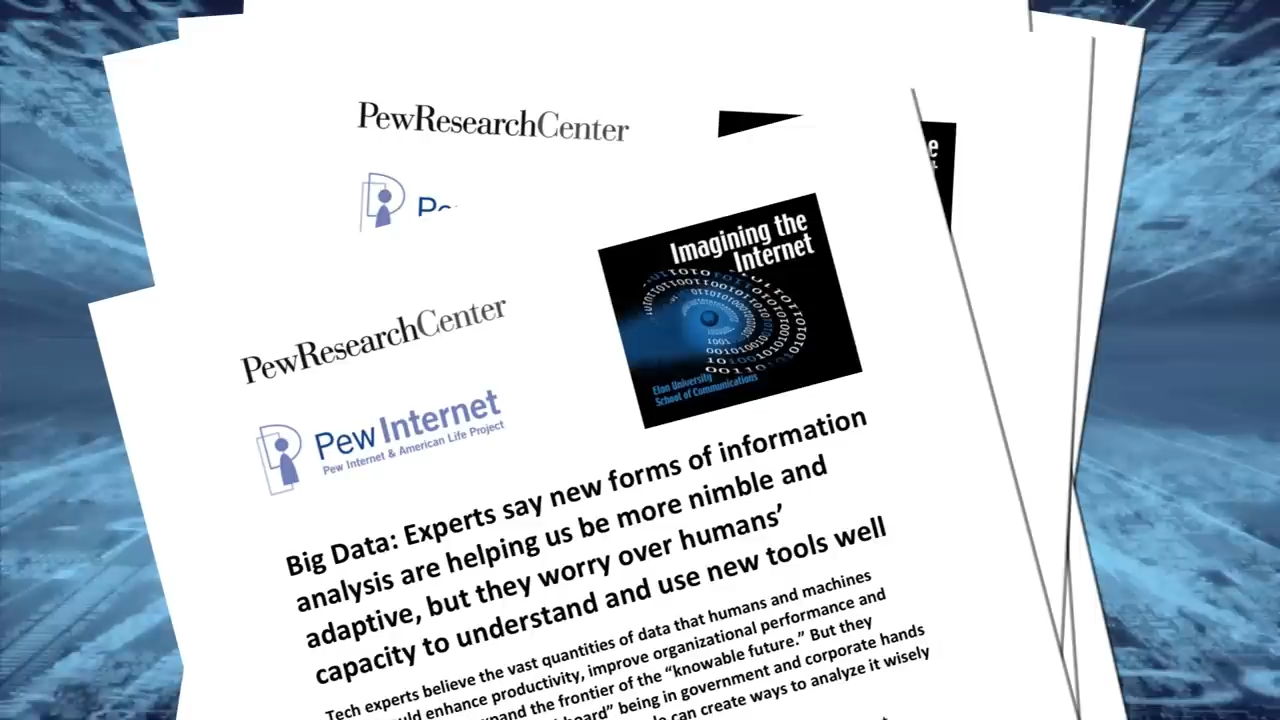 PewResearchCenter
e
Imagining the
Internet
Elon University
School of Communications
PewResearchCenter
PewInternet
Pew Internet & American Life Project
Big Data: Experts say new forms of information
analysis are helping us be more nimble and
adaptive, but they worry over humans’
capacity to understand and use new tools well
Tech experts believe the vast quantities of data that humans and machines
enhance productivity, improve organizational performance and
the frontier of the “knowable future.” But they
being in government and corporate hands
can create ways to analyze it wisely